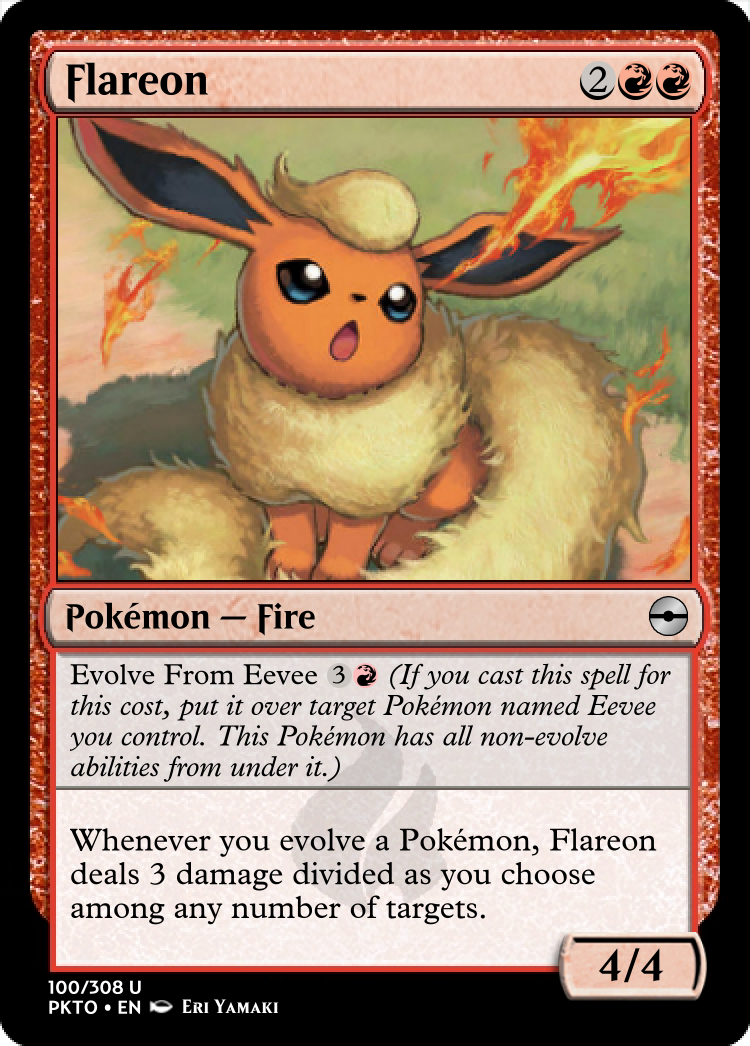 Flareon 2
Pokémon — Fire
Evolve From Eevee 3 (If you cast this spell for
this cost, put it over target Pokémon named Eevee
you control. This Pokémon has all non-evolve
abilities from under it.)
Whenever you evolve a Pokémon, Flareon
deals 3 damage divided as you choose
among any number of targets.
4/4
100/308 U
PKTO • EN Eri Yamaki